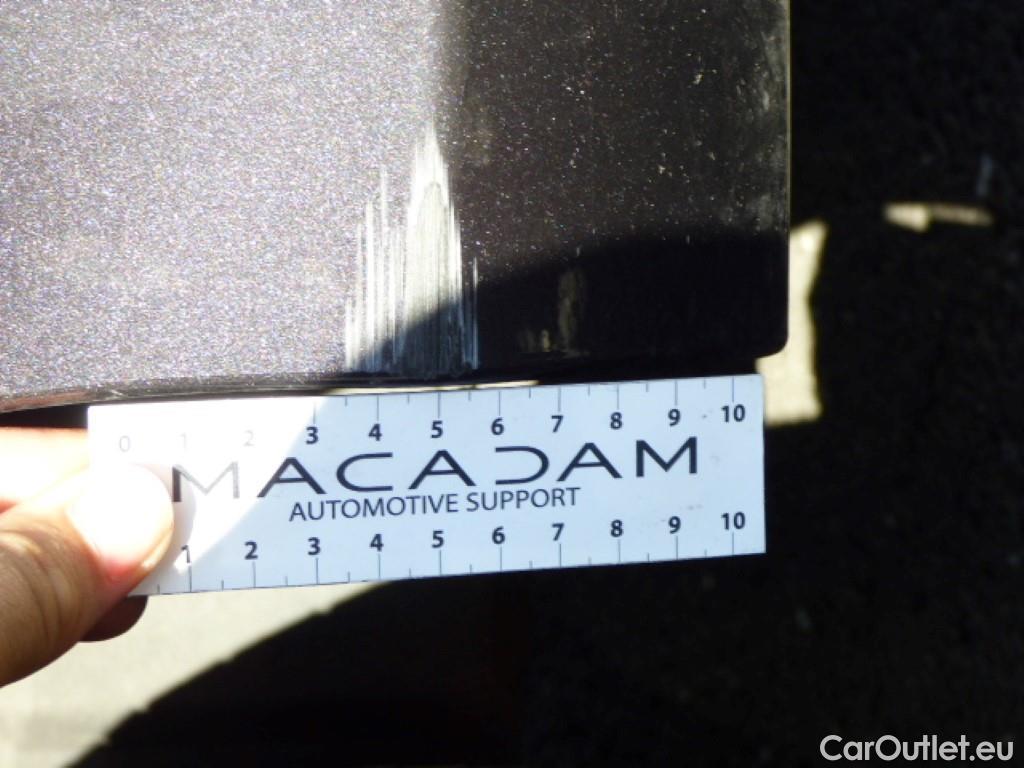 0 1 2 3 4 5 6 7 8 9 10
MACADAM
AUTOMOTIVE SUPPORT
1 2 3 4 5 6 7 8 9 10
CarOutlet.eu